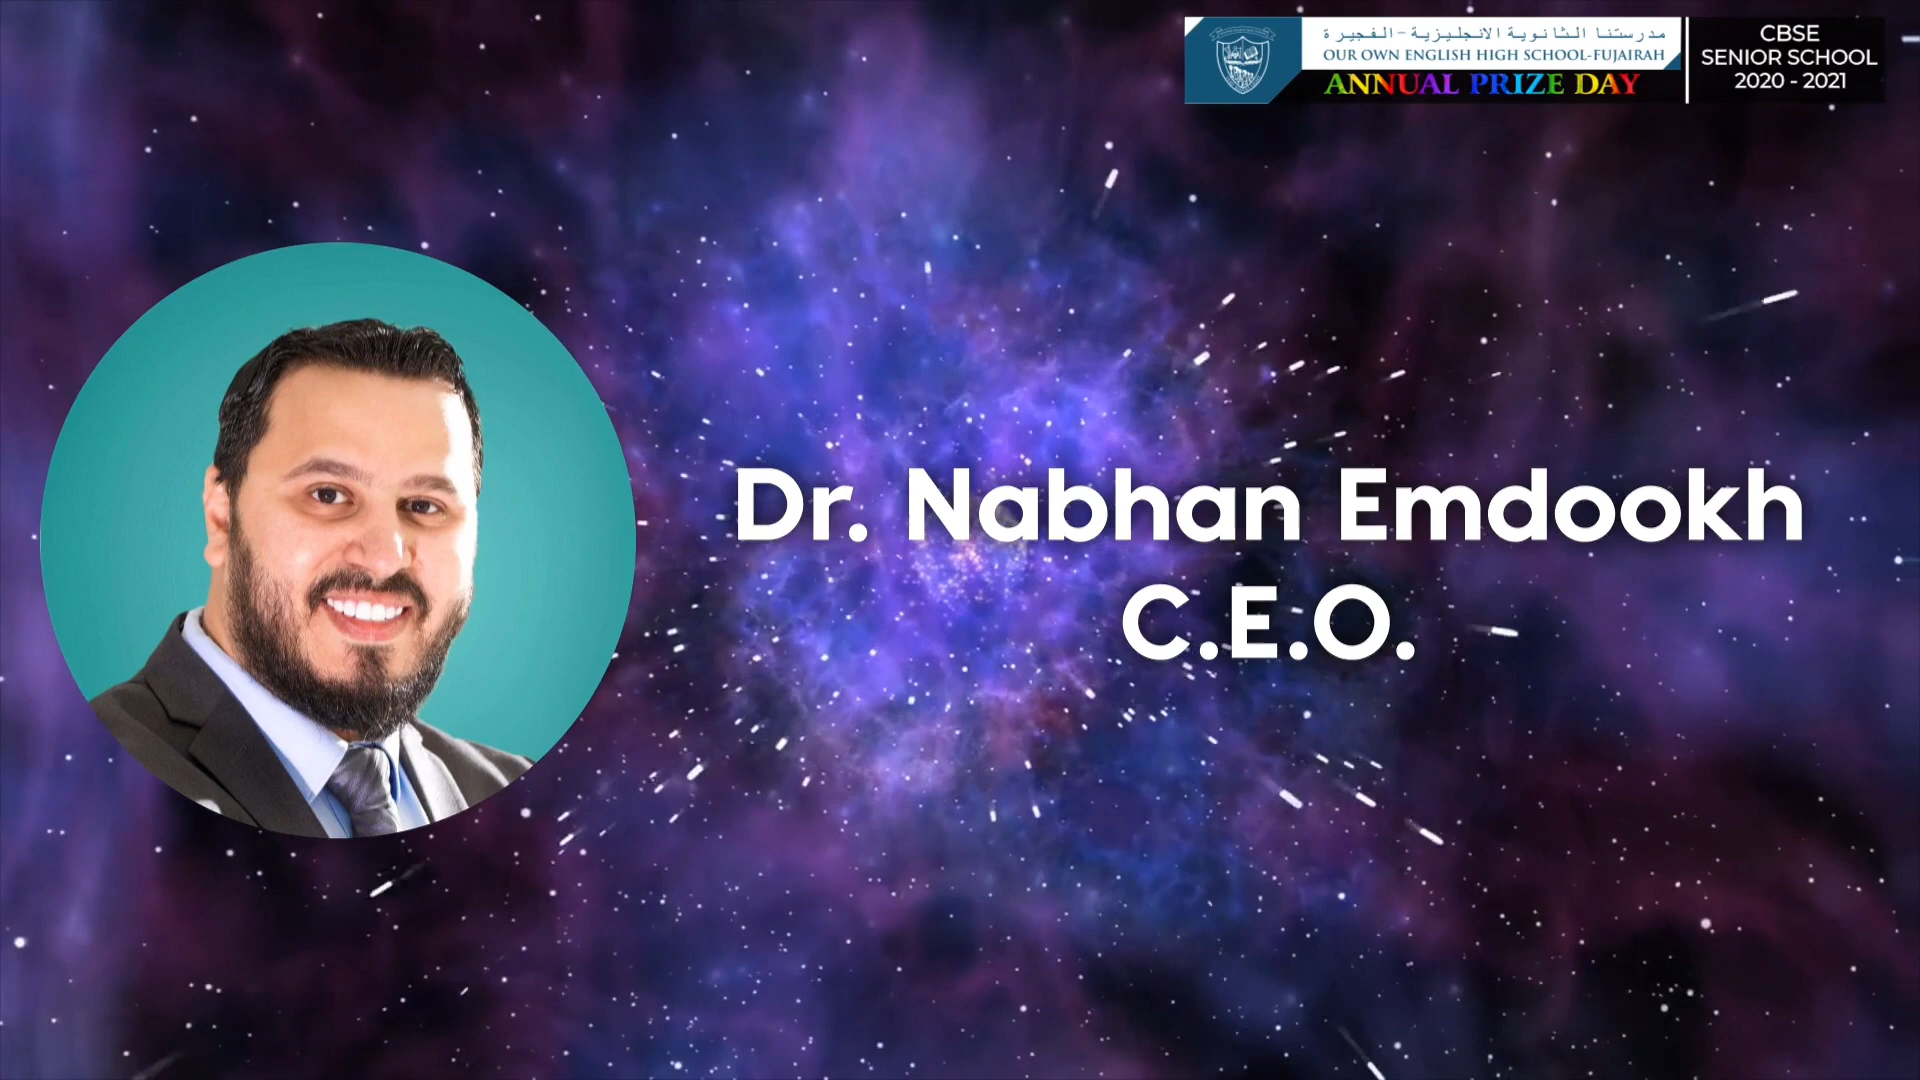 مدرستنا الثانوية الانجليزية - الفجيرة
OUR OWN ENGLISH HIGH SCHOOL-FUJAIRAH
ANNUAL PRIZE DAY
CBSE
SENIOR SCHOOL
2020 - 2021
Dr. Nabhan Emdookh
C.E.O.